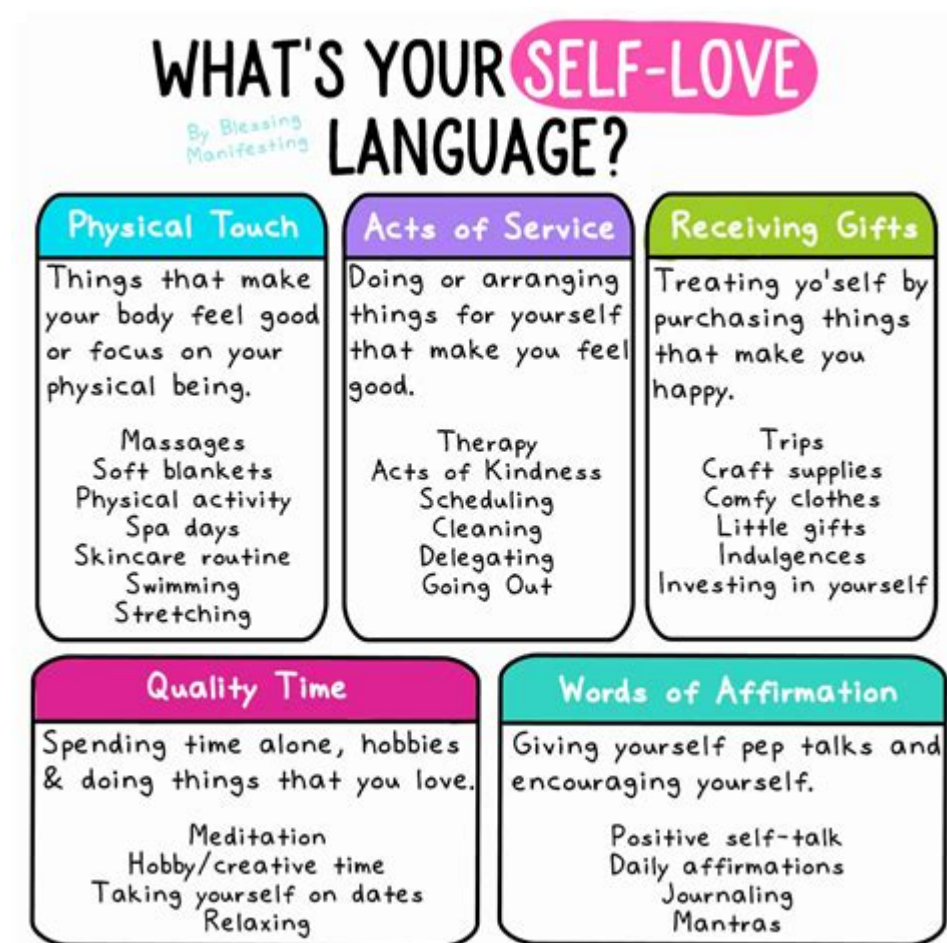 WHAT'S YOUR SELF-LOVE
By Blessing
Manifesting
LANGUAGE?
Physical Touch
Things that make
your body feel good
or focus on your
physical being.
Massages
Soft blankets
Physical activity
Spa days
Skincare routine
Swimming
Stretching
Acts of Service
Doing or arranging
things for yourself
that make you feel
good.
Therapy
Acts of Kindness
Scheduling
Cleaning
Delegating
Going Out
Receiving Gifts
Treating yo'self by
purchasing things
that make you
happy.
Trips
Craft supplies
Comfy clothes
Little gifts
Indulgences
Investing in yourself
Quality Time
Spending time alone, hobbies
& doing things that you love.
Meditation
Hobby/creative time
Taking yourself on dates
Relaxing
Words of Affirmation
Giving yourself pep talks and
encouraging yourself.
Positive self-talk
Daily affirmations
Journaling
Mantras